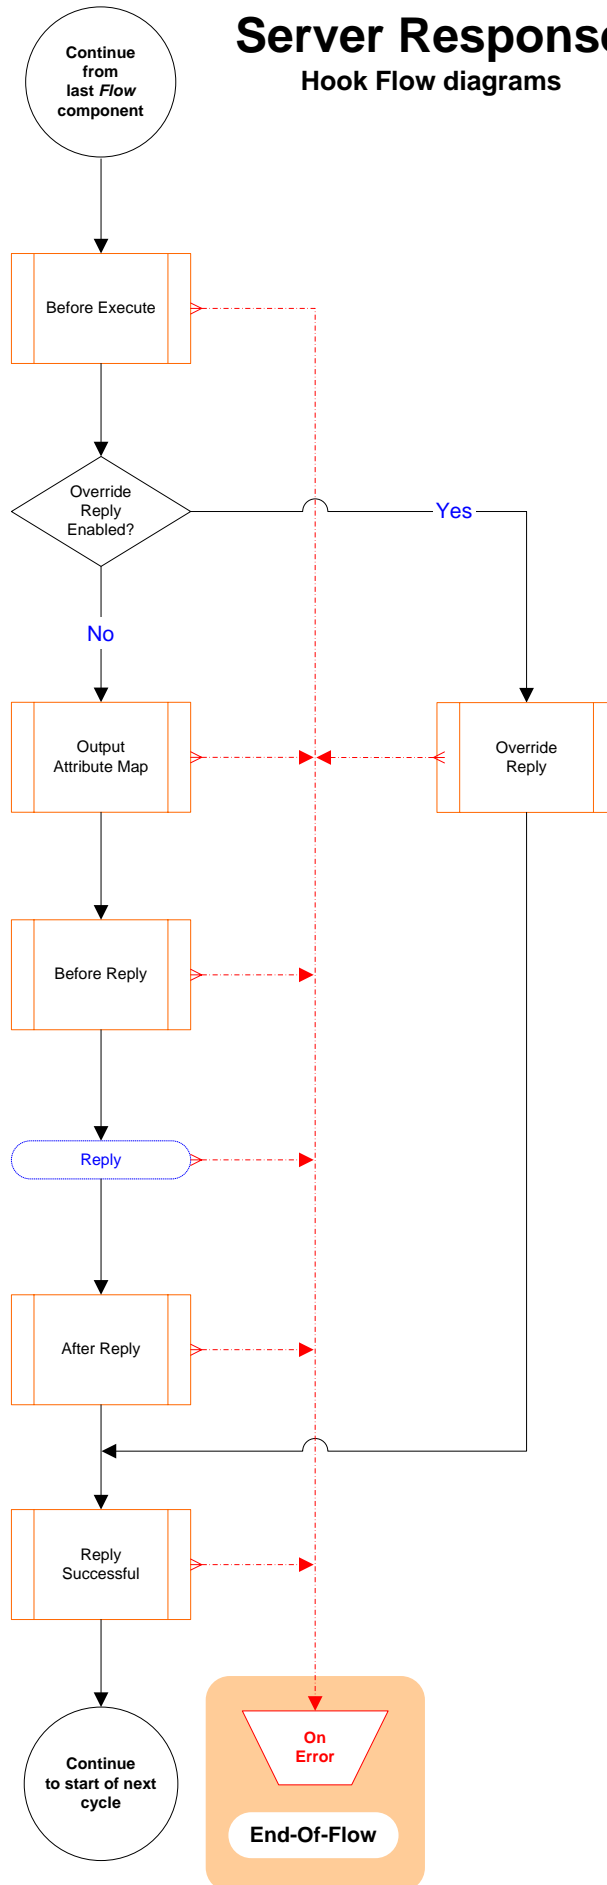 Continue
from
last Flow
component
Server Response
Hook Flow diagrams
Before Execute
Override
Reply
Enabled?
Yes
No
Output
Attribute Map
Override
Reply
Before Reply
Reply
After Reply
Reply
Successful
Continue
to start of next
cycle
On
Error
End-Of-Flow